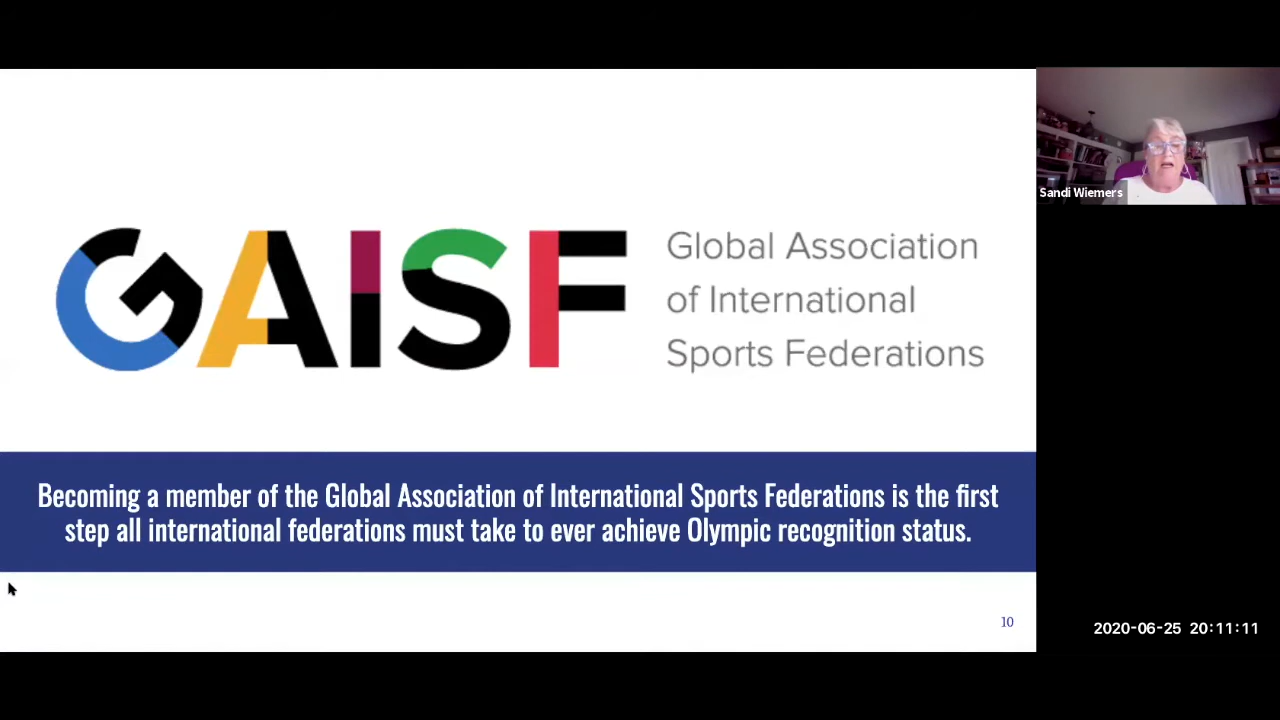 GAISF
Global Association
of International
Sports Federations
Sandi Wiemers
Becoming a member of the Global Association of International Sports Federations is the first
step all international federations must take to ever achieve Olympic recognition status.
10
2020-06-25 20:11:11